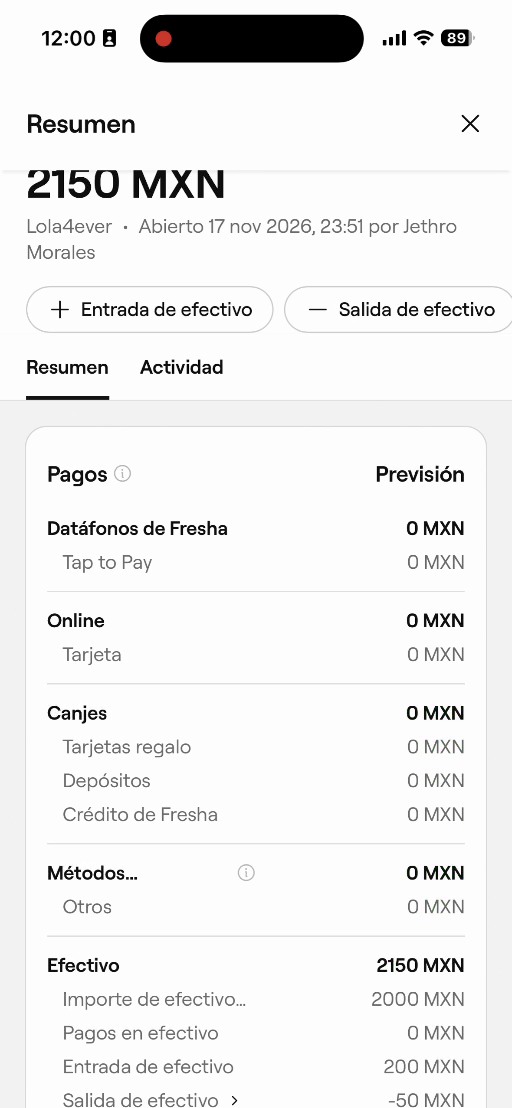 12:00
89
Resumen
2150 MXN
Lola4ever • Abierto 17 nov 2026, 23:51 por Jethro
Morales
Entrada de efectivo
Salida de efectivo
Resumen Actividad
Pagos Previsión
Datáfonos de Fresha 0 MXN
Tap to Pay 0 MXN
Online 0 MXN
Tarjeta 0 MXN
Canjes 0 MXN
Tarjetas regalo 0 MXN
Depósitos 0 MXN
Crédito de Fresha 0 MXN
Métodos... 0 MXN
Otros 0 MXN
Efectivo 2150 MXN
Importe de efectivo... 2000 MXN
Pagos en efectivo 0 MXN
Entrada de efectivo 200 MXN
Salida de efectivo -50 MXN